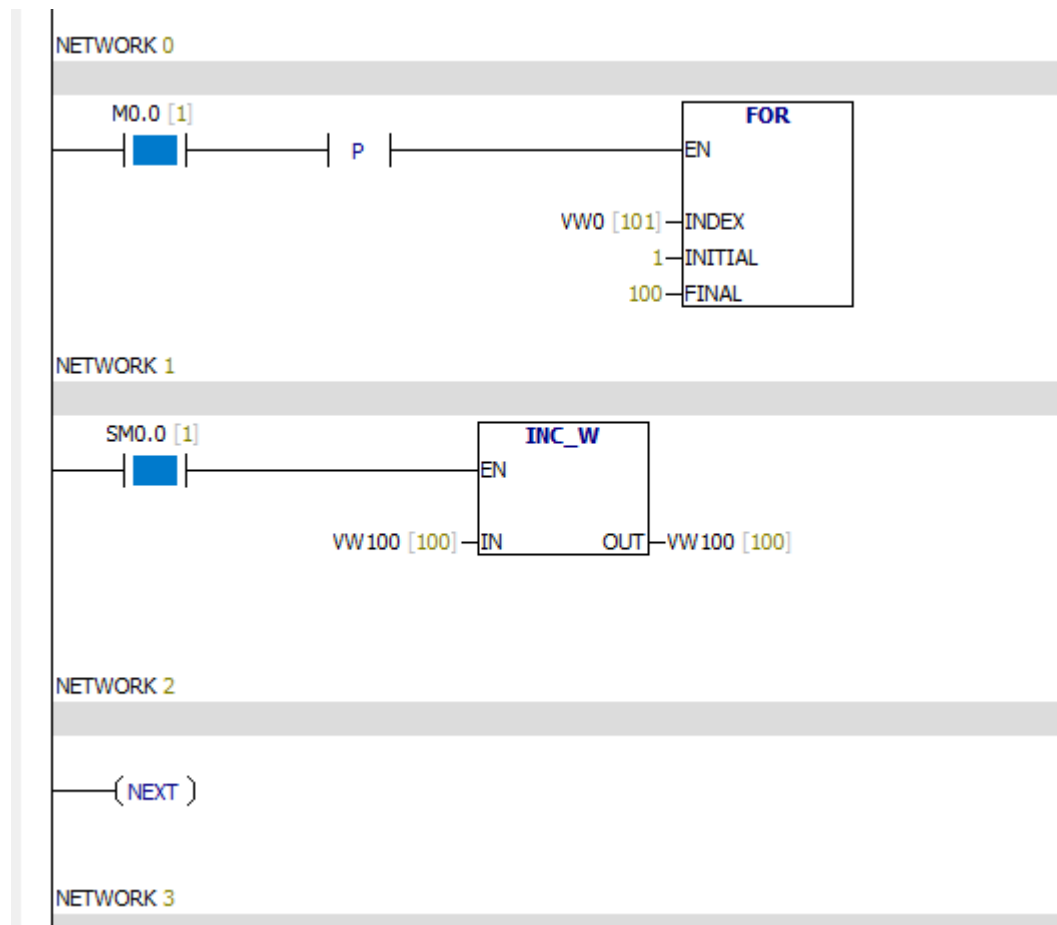 NETWORK 0
M0.0 [1]
P
FOR
EN
VW0 [101] INDEX
1 INITIAL
100 FINAL
NETWORK 1
SM0.0 [1]
INC_W
EN
VW100 [100] IN OUT VW100 [100]
NETWORK 2
( NEXT )
NETWORK 3